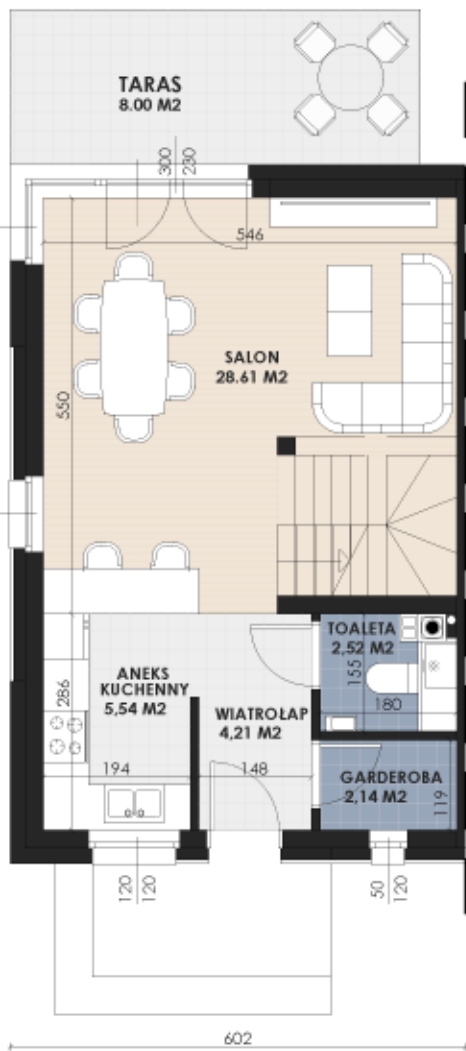 TARAS
8.00 M2
300
230
546
SALON
28.61 M2
550
TOALETA
2,52 M2
155
180
ANEKS
KUCHENNY
5,54 M2
286
WIATROŁAP
4,21 M2
194
148
GARDEROBA
2,14 M2
119
120
120
50
120
602